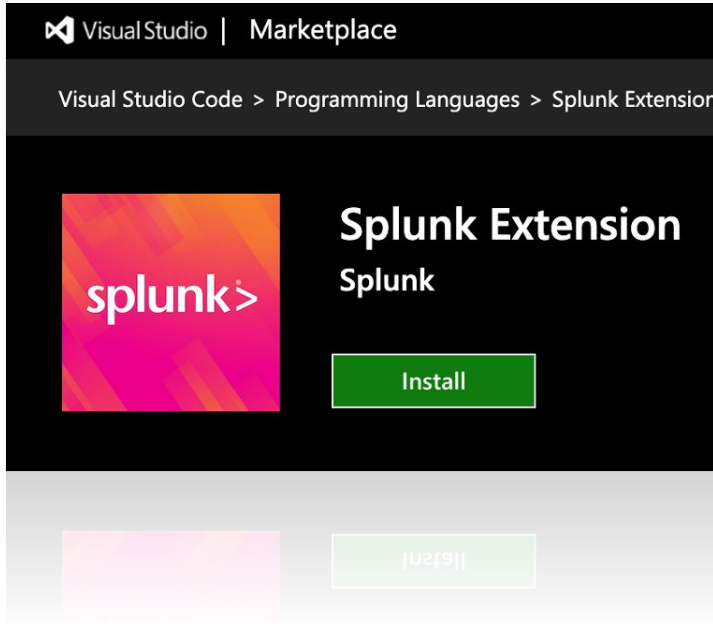 Visual Studio | Marketplace
Visual Studio Code > Programming Languages > Splunk Extension
splunk>
Splunk Extension
Splunk
Install
Install